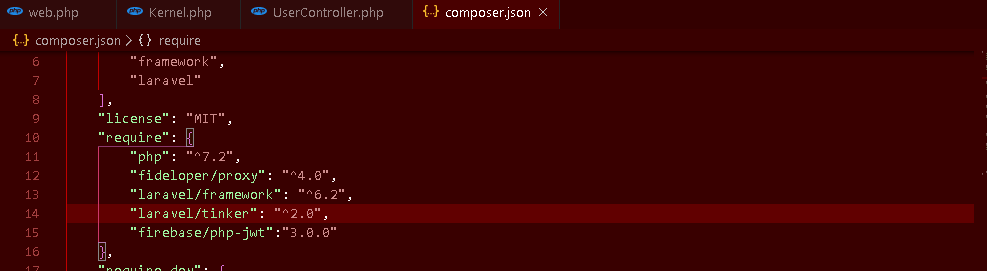 web.php Kernel.php UserController.php {..} composer.json ×
{..} composer.json > {} require
6 "framework",
7 "laravel"
8 ],
9 "license": "MIT",
10 "require": {
11 "php": "^7.2",
12 "fideloper/proxy": "^4.0",
13 "laravel/framework": "^6.2",
14 "laravel/tinker": "^2.0",
15 "firebase/php-jwt":"3.0.0"
16 },
17 "require-dev": {